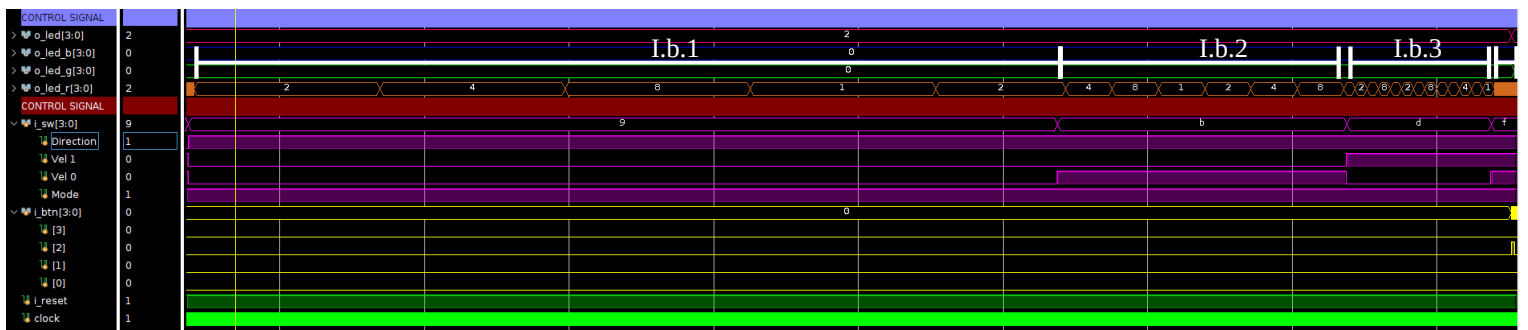 CONTROL SIGNAL
o_led[3:0] 2 2
o_led_b[3:0] 0 0
I.b.1 I.b.2 I.b.3
o_led_g[3:0] 0 0
o_led_r[3:0] 2 2 4 8 1 2 4 8 1 2 4 8 2 8 2 8 4 1
CONTROL SIGNAL
i_sw[3:0] 9 9 b d f
Direction 1
Vel 1 0
Vel 0 0
Mode 1
i_btn[3:0] 0 0
[3] 0
[2] 0
[1] 0
[0] 0
i_reset 1
clock 1